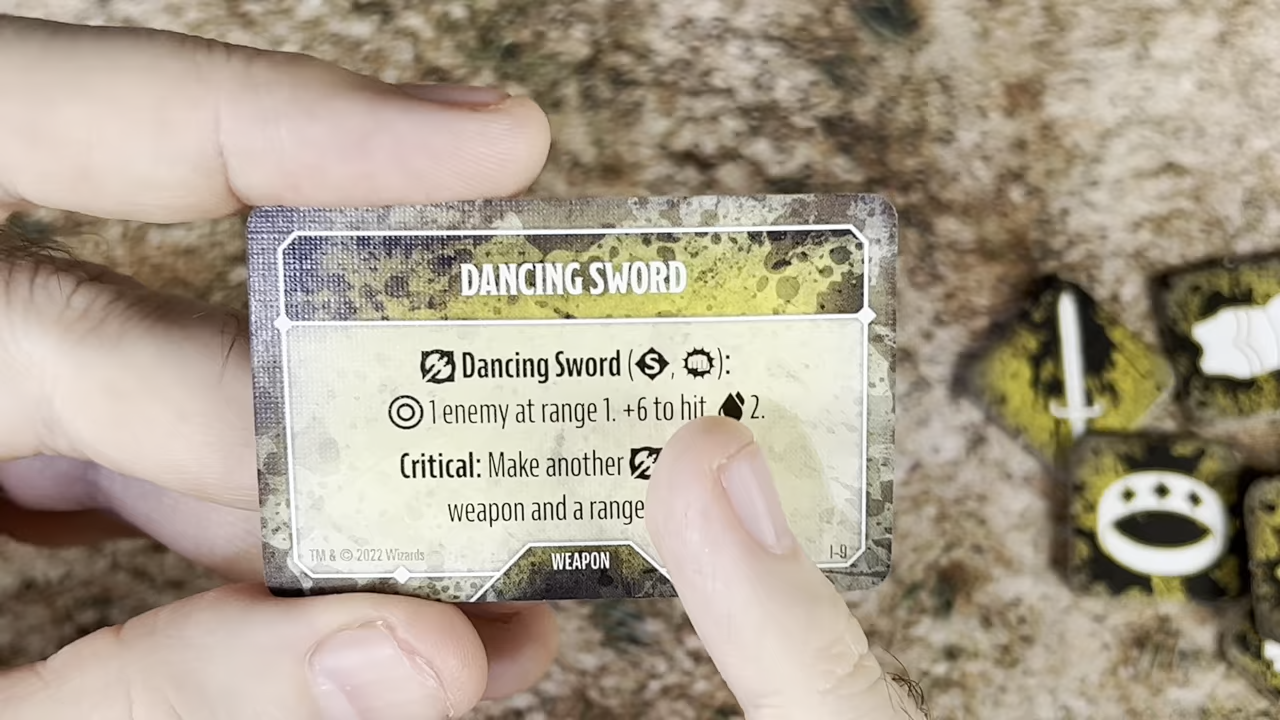 DANCING SWORD
Dancing Sword (S, ):
1 enemy at range 1. +6 to hit 2.
Critical: Make another
weapon and a range
TM & © 2022 Wizards
WEAPON
I-9